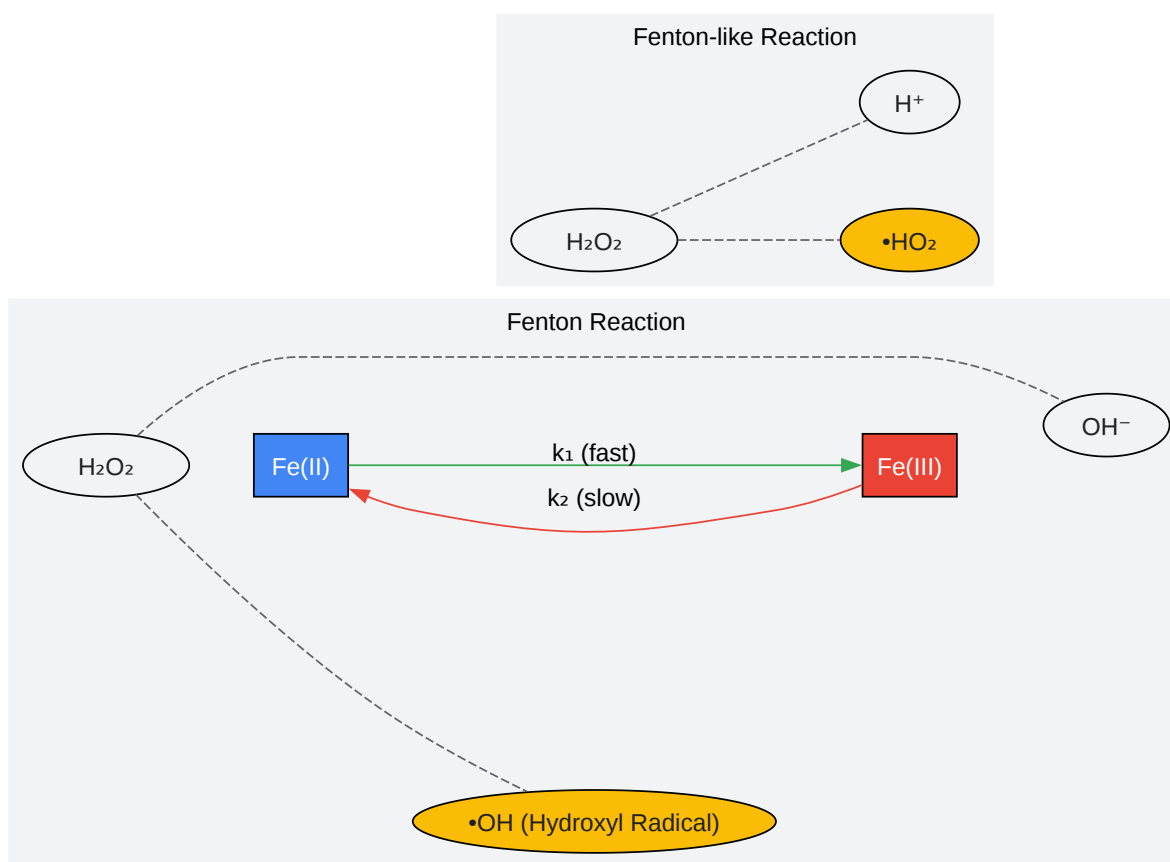 Fenton-like Reaction
H⁺
H₂O₂
•HO₂
Fenton Reaction
OH⁻
H₂O₂
Fe(II)
k₁ (fast)
Fe(III)
k₂ (slow)
•OH (Hydroxyl Radical)